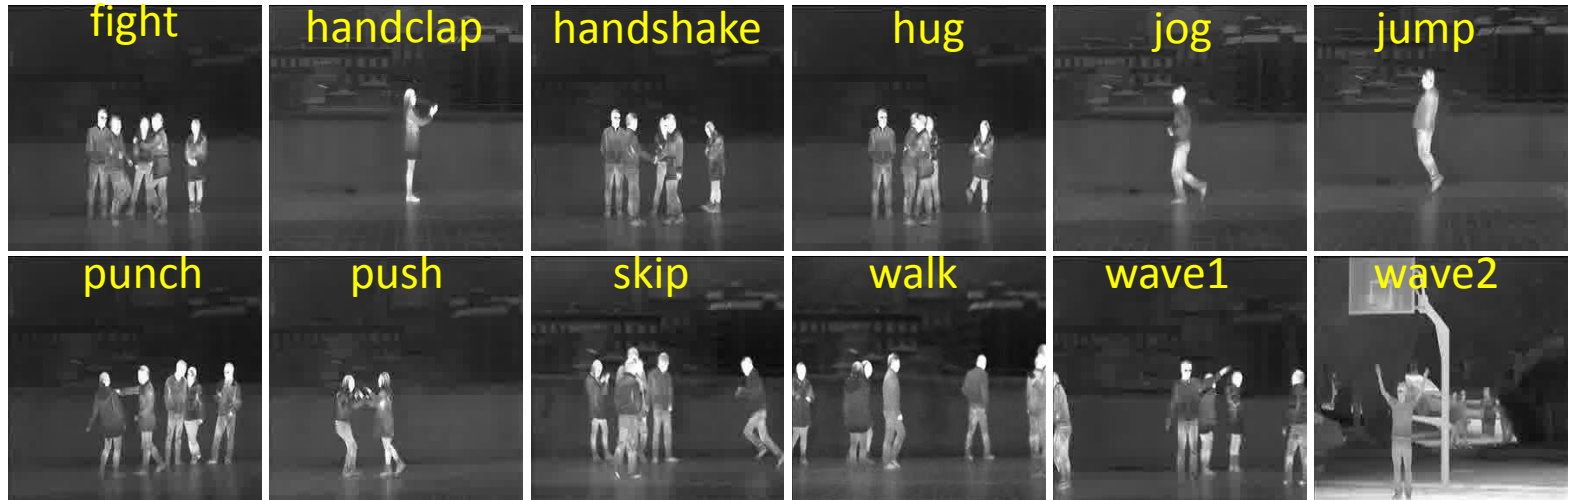 fight
handclap
handshake
hug
jog
jump
punch
push
skip
walk
wave1
wave2